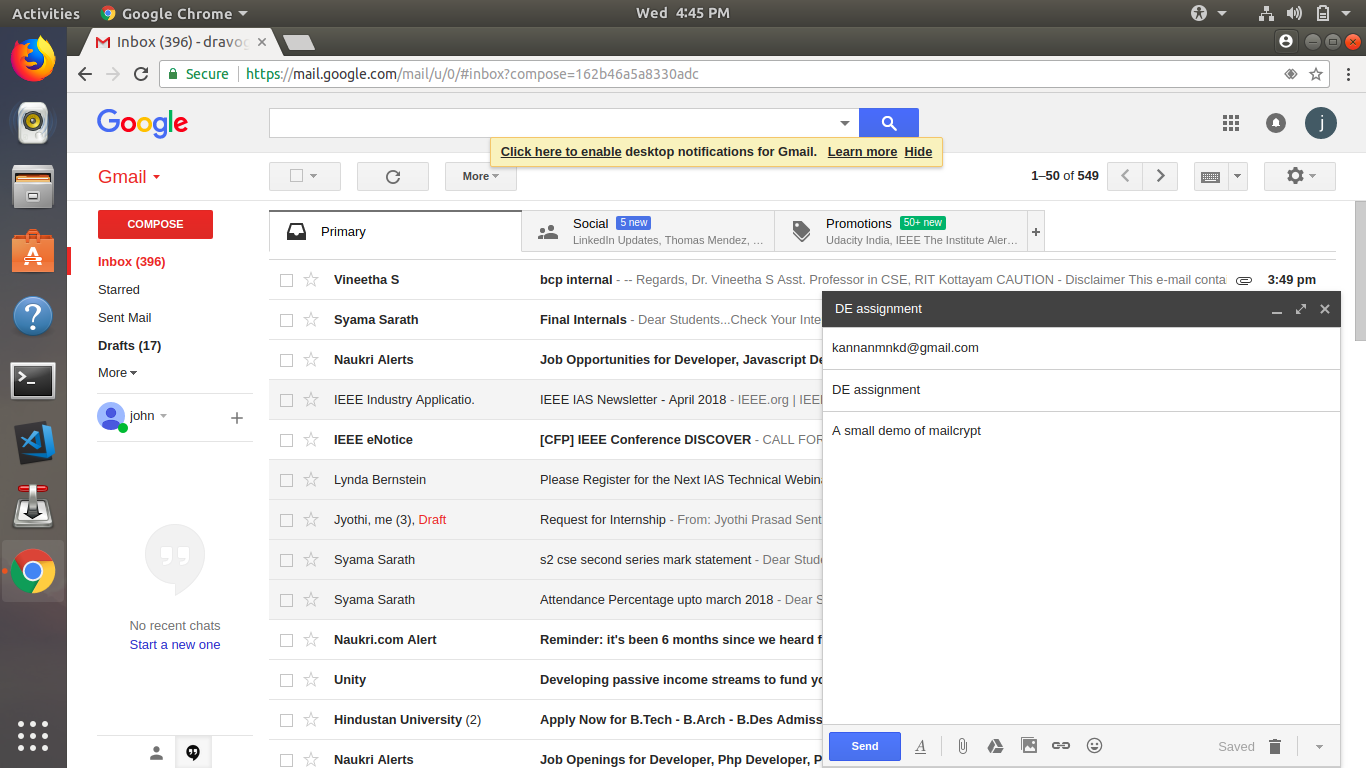 Activities Google Chrome Wed 4:45 PM
Inbox (396) - dravog
Secure https://mail.google.com/mail/u/0/#inbox?compose=162b46a5a8330adc
Google
j
Click here to enable desktop notifications for Gmail. Learn more Hide
Gmail More 1–50 of 549
COMPOSE
Inbox (396)
Starred
Sent Mail
Drafts (17)
More
john
No recent chats
Start a new one
Primary
Social 5 new
LinkedIn Updates, Thomas Mendez, …
Promotions 50+ new
Udacity India, IEEE The Institute Aler…
+
Vineetha S bcp internal - -- Regards, Dr. Vineetha S Asst. Professor in CSE, RIT Kottayam CAUTION - Disclaimer This e-mail conta 3:49 pm
Syama Sarath Final Internals - Dear Students...Check Your Inte
Naukri Alerts Job Opportunities for Developer, Javascript De
IEEE Industry Applicatio. IEEE IAS Newsletter - April 2018 - IEEE.org | IEE
IEEE eNotice [CFP] IEEE Conference DISCOVER - CALL FOR
Lynda Bernstein Please Register for the Next IAS Technical Webina
Jyothi, me (3), Draft Request for Internship - From: Jyothi Prasad Sent
Syama Sarath s2 cse second series mark statement - Dear Stude
Syama Sarath Attendance Percentage upto march 2018 - Dear S
Naukri.com Alert Reminder: it's been 6 months since we heard f
Unity Developing passive income streams to fund yo
Hindustan University (2) Apply Now for B.Tech - B.Arch - B.Des Admiss
Naukri Alerts Job Openings for Developer, Php Developer, P
DE assignment
kannanmnkd@gmail.com
DE assignment
A small demo of mailcrypt
Send A Saved